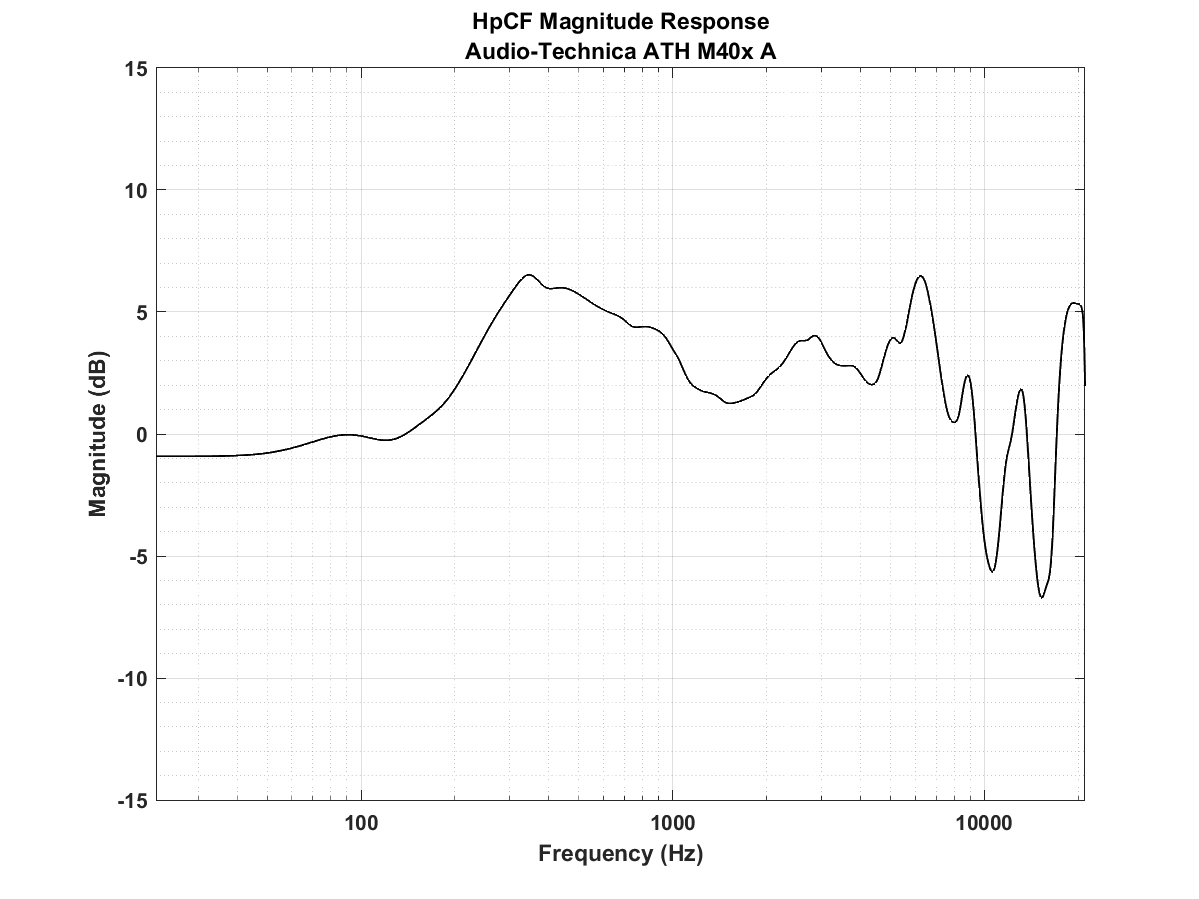 HpCF Magnitude Response
Audio-Technica ATH M40x A
15
10
5
0
-5
-10
-15
Magnitude (dB)
100
1000
10000
Frequency (Hz)